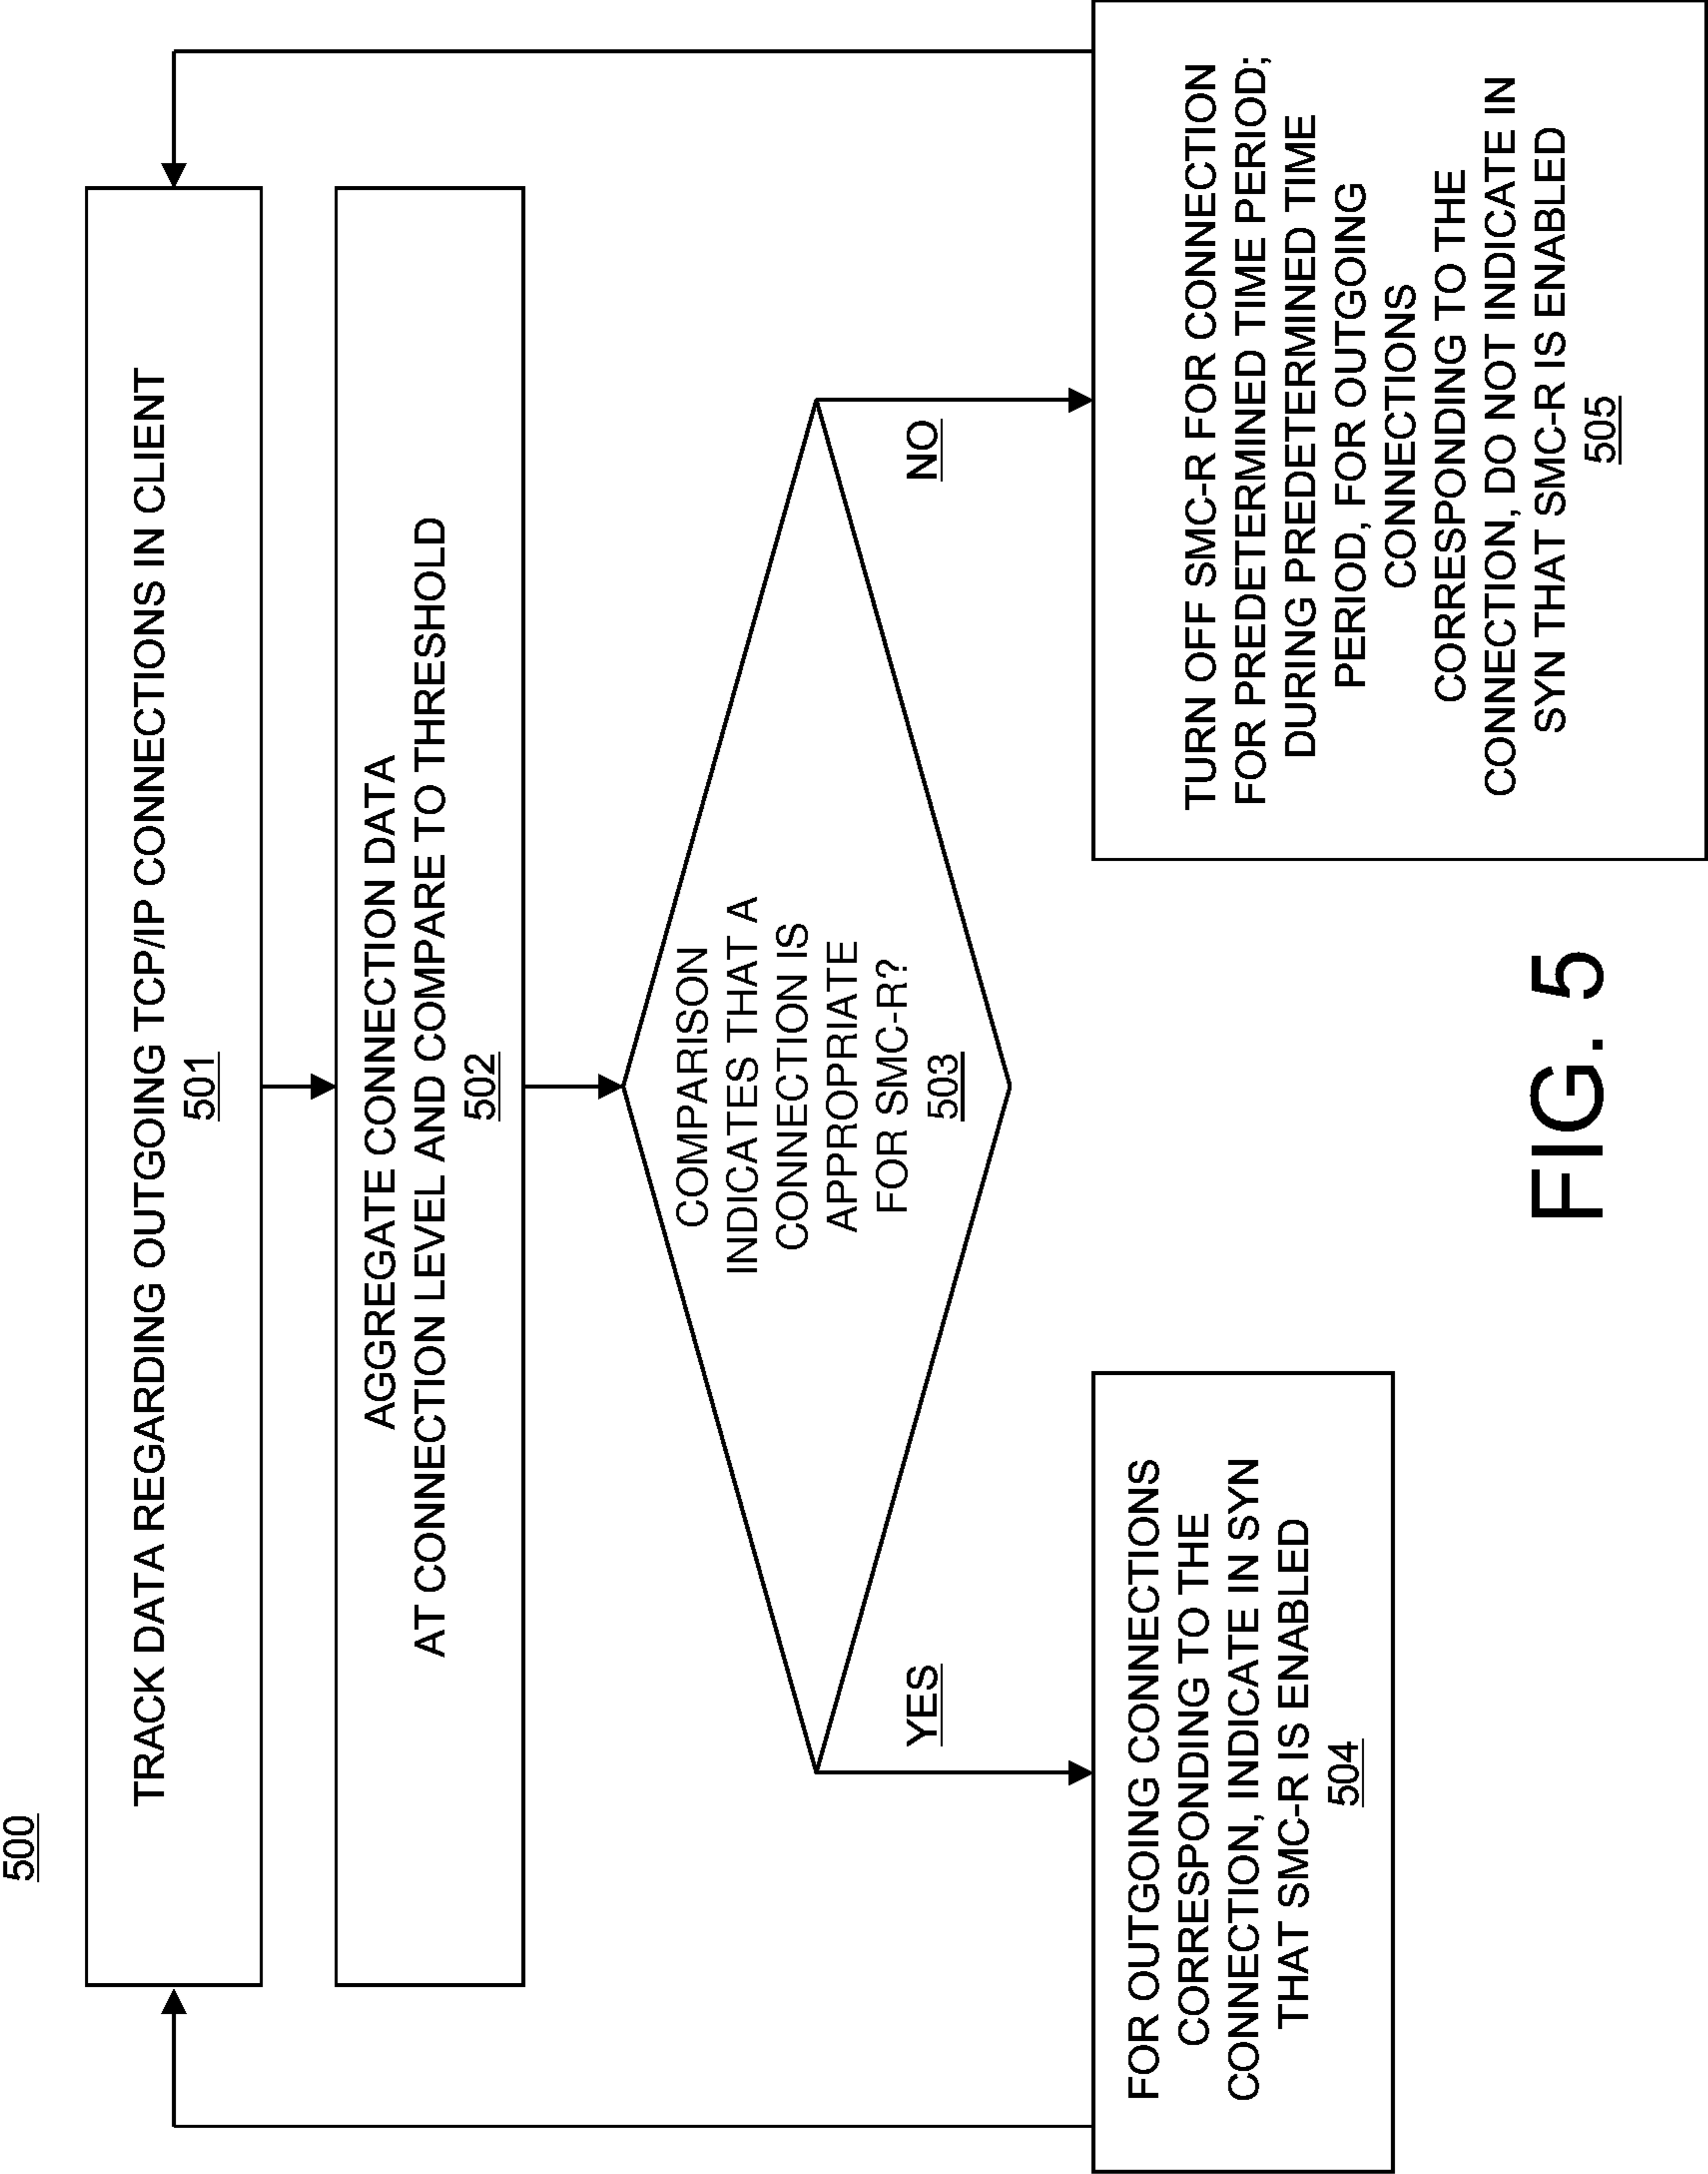 500
TRACK DATA REGARDING OUTGOING TCP/IP CONNECTIONS IN CLIENT
501
AGGREGATE CONNECTION DATA
AT CONNECTION LEVEL AND COMPARE TO THRESHOLD
502
COMPARISON
INDICATES THAT A
CONNECTION IS
APPROPRIATE
FOR SMC-R?
503
YES
NO
FOR OUTGOING CONNECTIONS
CORRESPONDING TO THE
CONNECTION, INDICATE IN SYN
THAT SMC-R IS ENABLED
504
TURN OFF SMC-R FOR CONNECTION
FOR PREDETERMINED TIME PERIOD;
DURING PREDETERMINED TIME
PERIOD, FOR OUTGOING
CONNECTIONS
CORRESPONDING TO THE
CONNECTION, DO NOT INDICATE IN
SYN THAT SMC-R IS ENABLED
505
FIG. 5